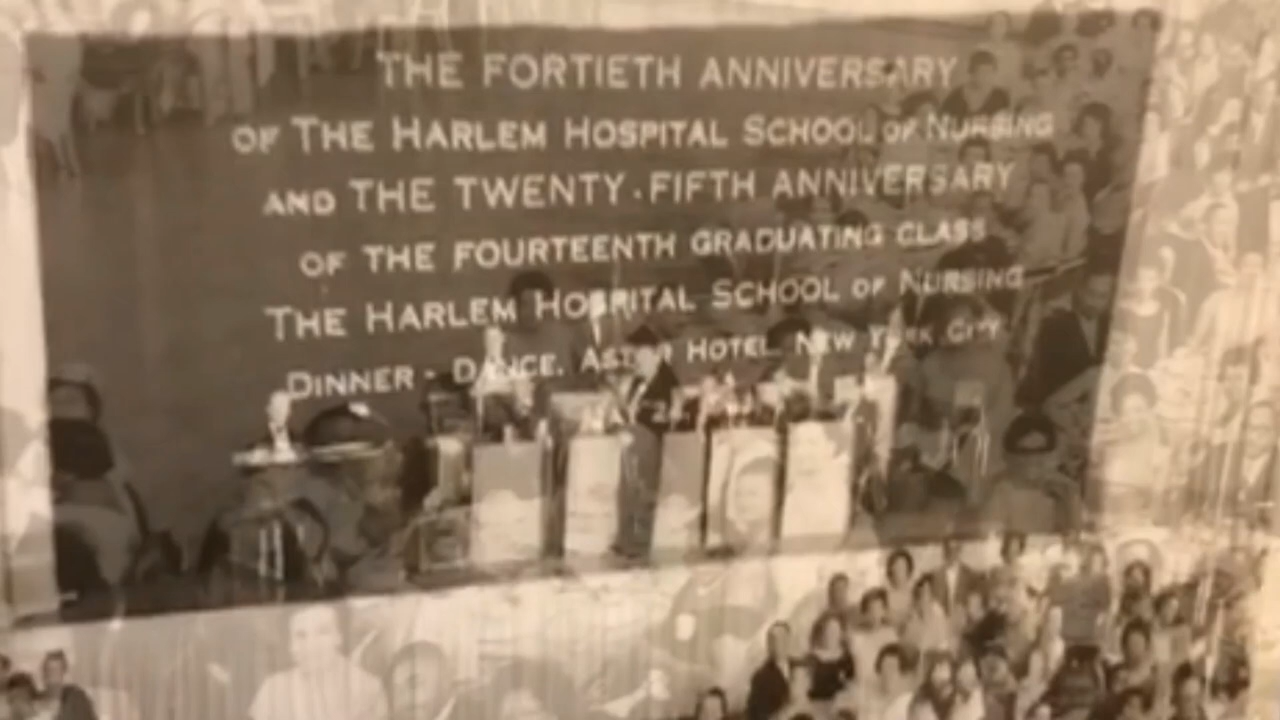 THE FORTIETH ANNIVERSARY
OF THE HARLEM HOSPITAL SCHOOL OF NURSING
AND THE TWENTY-FIFTH ANNIVERSARY
OF THE FOURTEENTH GRADUATING CLASS
THE HARLEM HOSPITAL SCHOOL OF NURSING
DINNER - DANCE. ASTOR HOTEL NEW YORK CITY